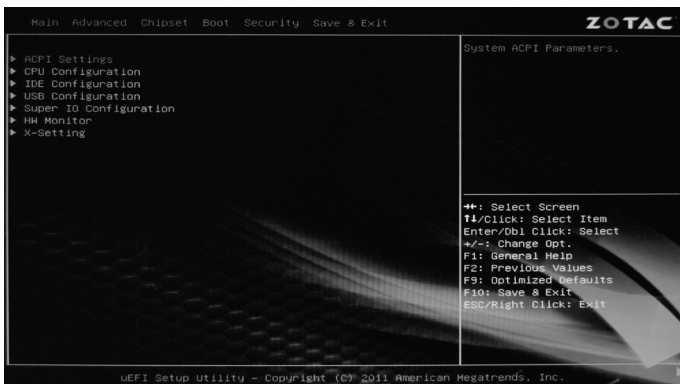 Main Advanced Chipset Boot Security Save & Exit
ZOTAC
▶ ACPI Settings
▶ CPU Configuration
▶ IDE Configuration
▶ USB Configuration
▶ Super IO Configuration
▶ HW Monitor
▶ X-Setting
System ACPI Parameters.
→←: Select Screen
↑↓/Click: Select Item
Enter/Dbl Click: Select
+/-: Change Opt.
F1: General Help
F2: Previous Values
F9: Optimized Defaults
F10: Save & Exit
ESC/Right Click: Exit
uEFI Setup Utility - Copyright (C) 2011 American Megatrends, Inc.